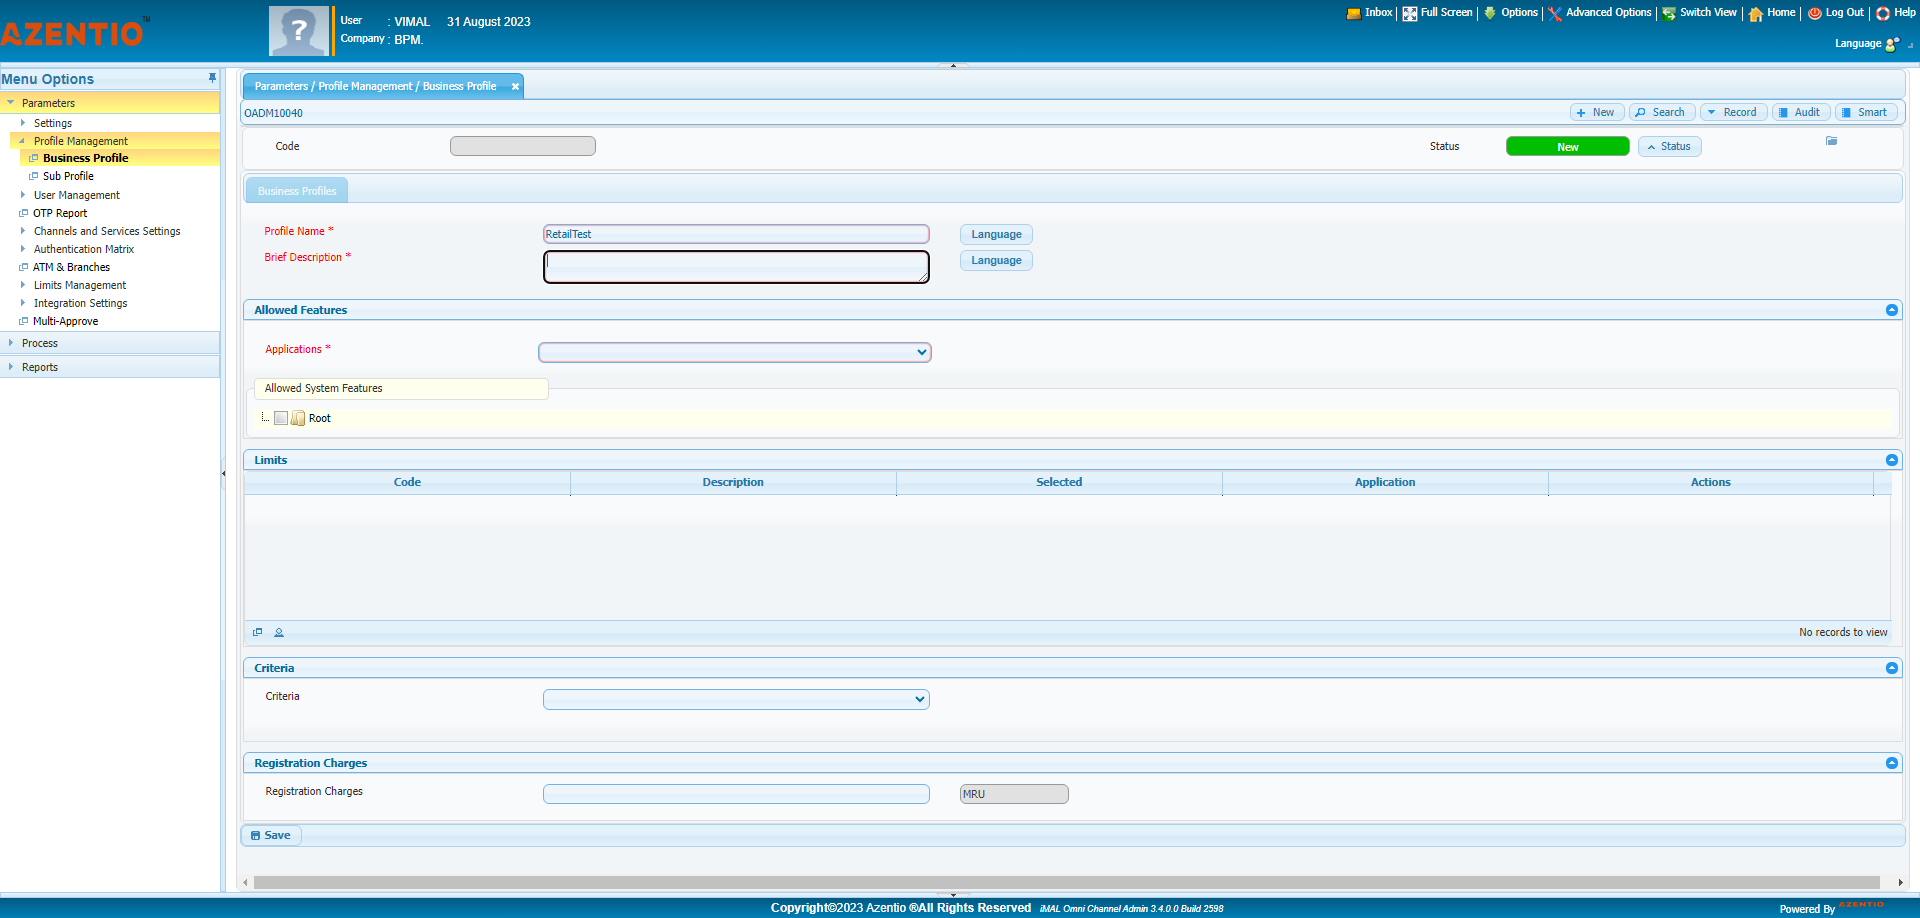 AZENTIO™
User : VIMAL 31 August 2023
Company : BPM.
Inbox Full Screen Options Advanced Options Switch View Home Log Out Help
Language
Menu Options
Parameters
Settings
Profile Management
Business Profile
Sub Profile
User Management
OTP Report
Channels and Services Settings
Authentication Matrix
ATM & Branches
Limits Management
Integration Settings
Multi-Approve
Process
Reports
Parameters / Profile Management / Business Profile
OADM10040
New Search Record Audit Smart
Code
Status New Status
Business Profiles
Profile Name * RetailTest Language
Brief Description * Language
Allowed Features
Applications *
Allowed System Features
Root
Limits
Code Description Selected Application Actions
No records to view
Criteria
Criteria
Registration Charges
Registration Charges MRU
Save
Copyright©2023 Azentio ®All Rights Reserved iMAL Omni Channel Admin 3.4.0.0 Build 2598
Powered By AZENTIO